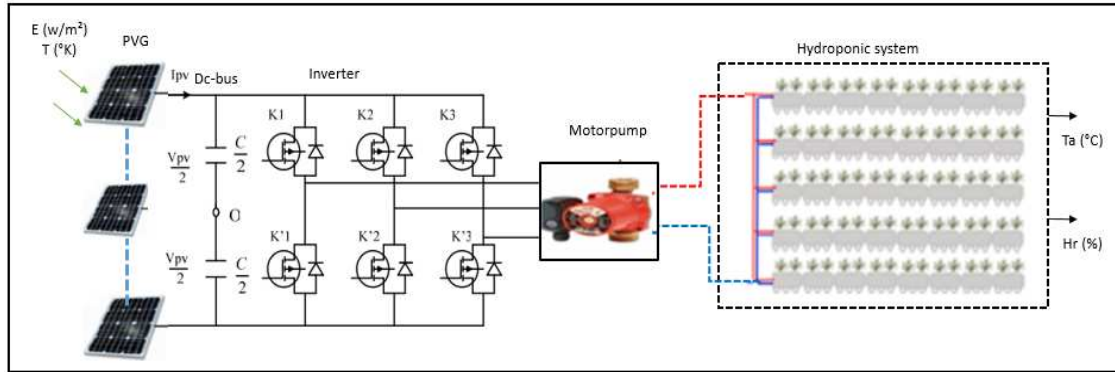 E (w/m²)
T (°K)
PVG
Ipv
Dc-bus
Inverter
Hydroponic system
K1
K2
K3
Motorpump
Vpv
2
C
2
O
Vpv
2
C
2
K'1
K'2
K'3
Ta (°C)
Hr (%)